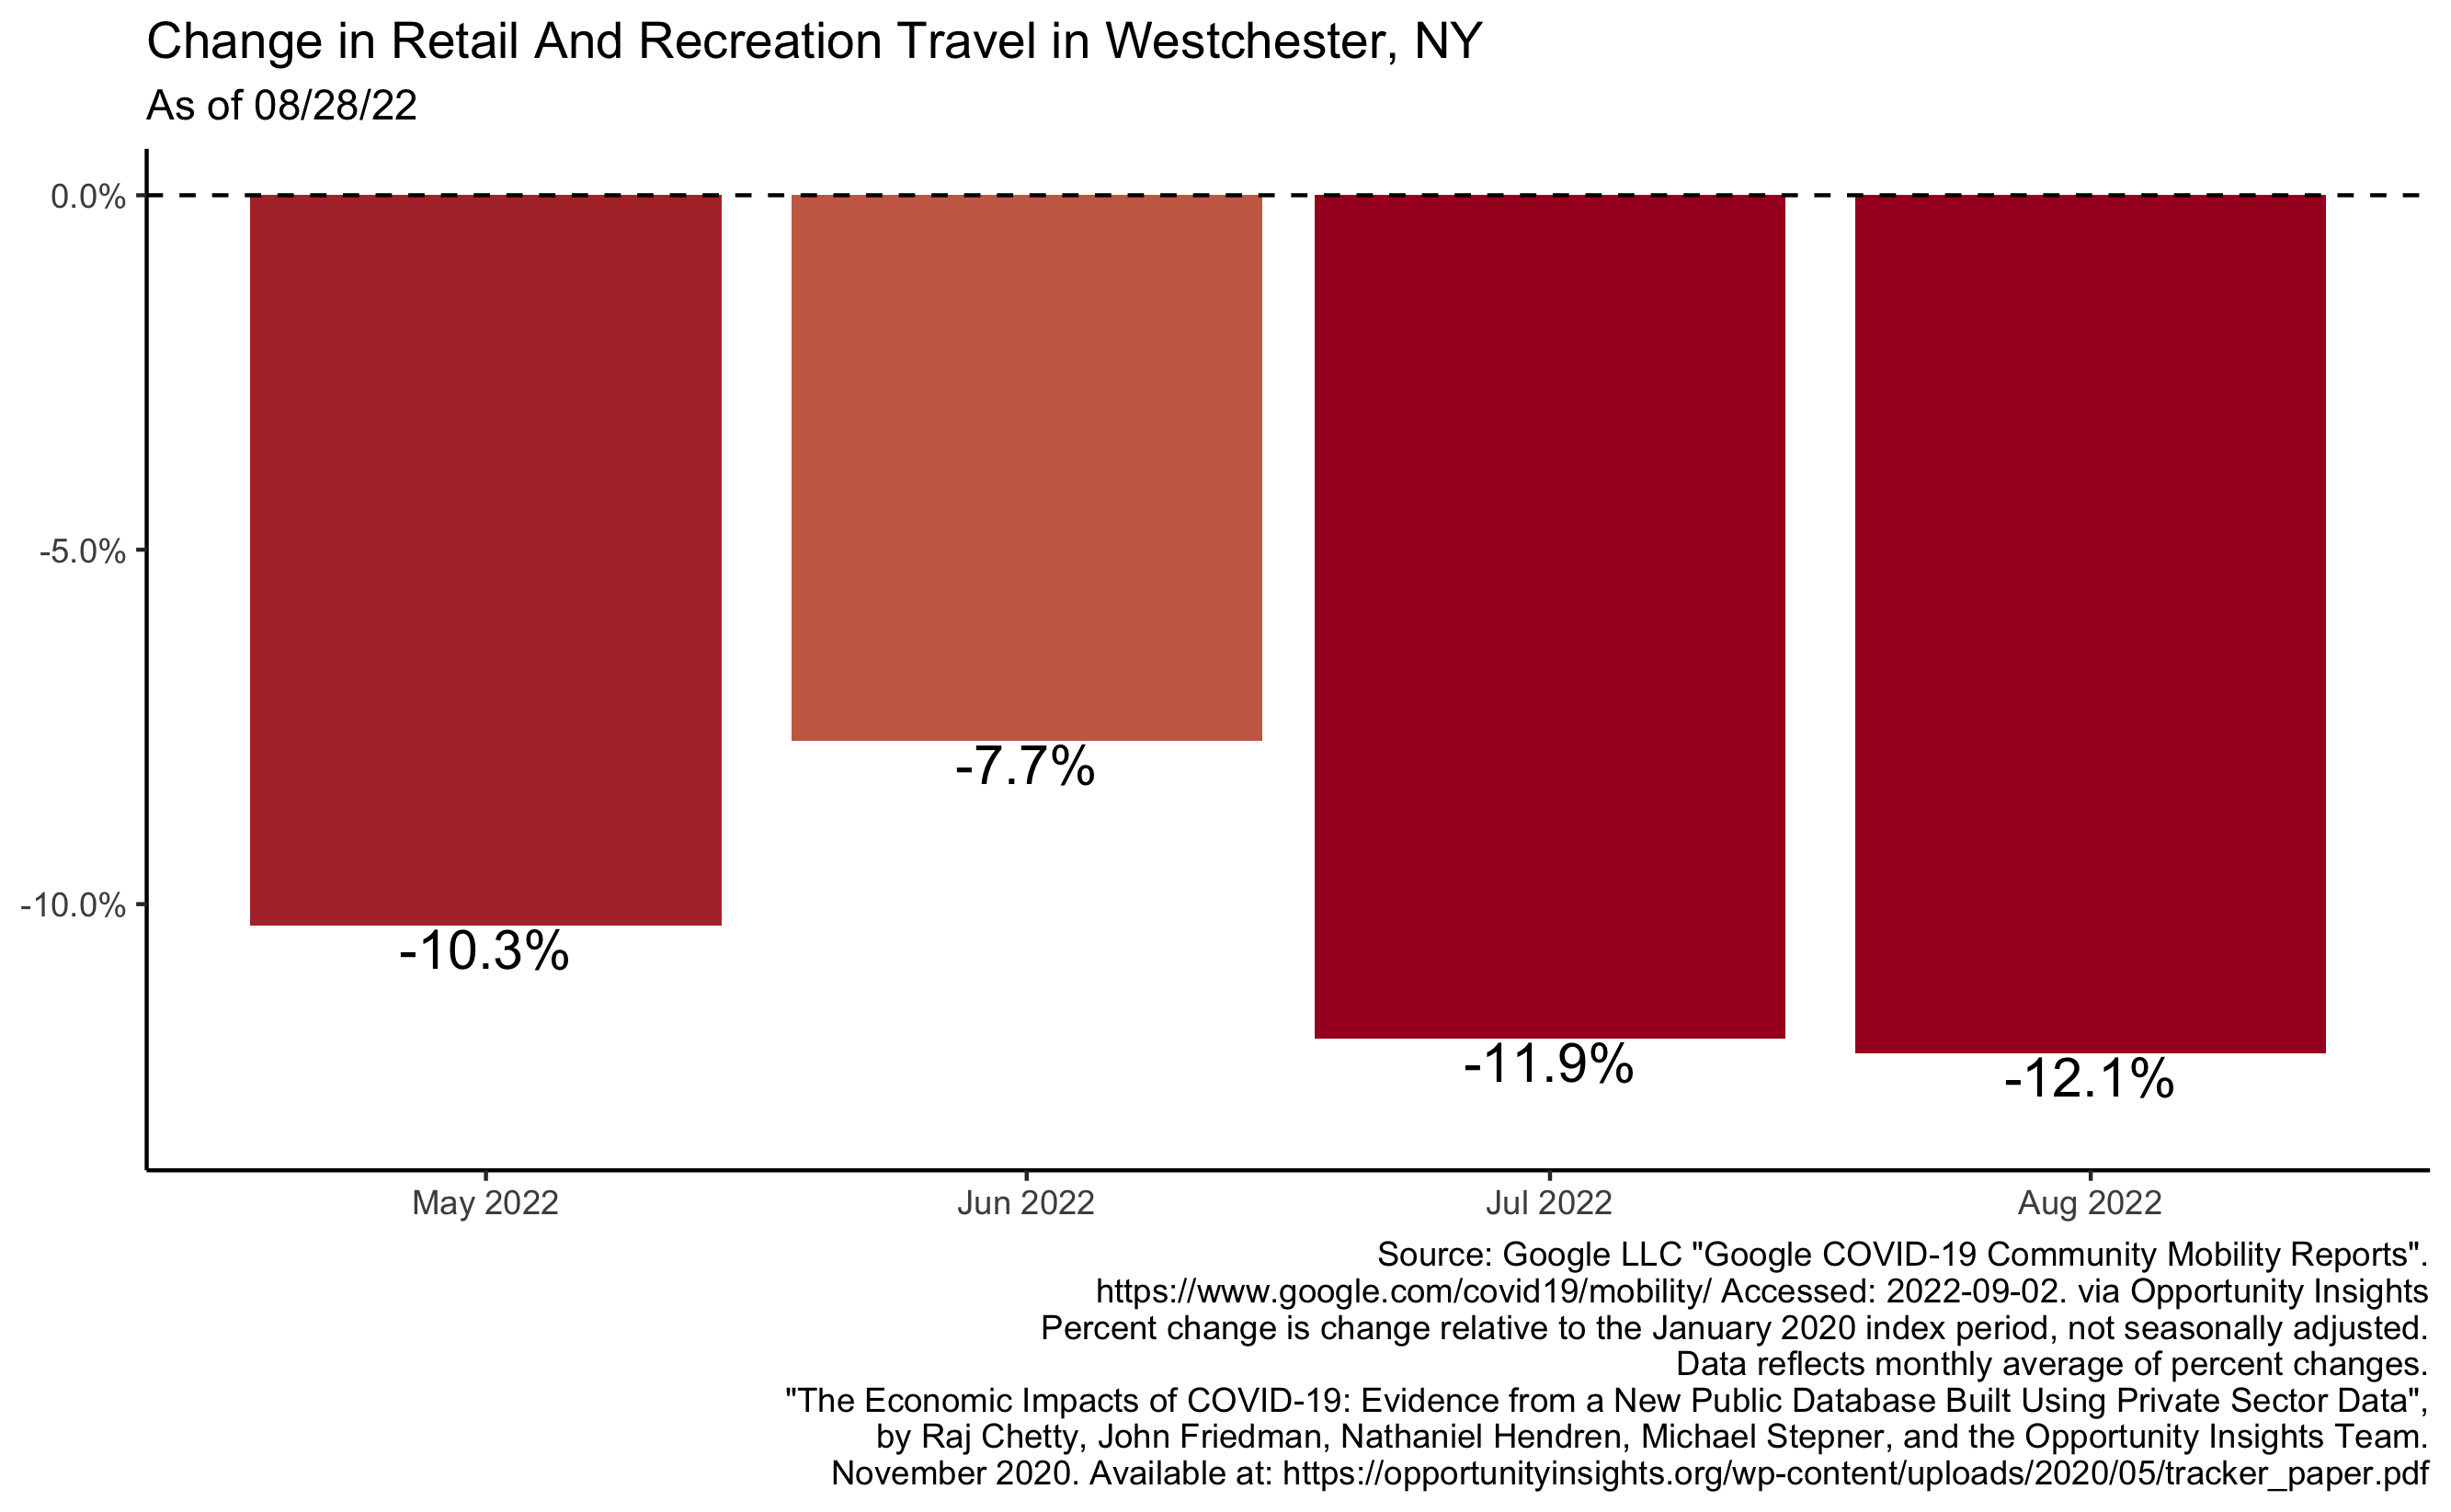 Change in Retail And Recreation Travel in Westchester, NY
As of 08/28/22
0.0%
-5.0%
-10.0%
-10.3%
-7.7%
-11.9%
-12.1%
May 2022
Jun 2022
Jul 2022
Aug 2022
Source: Google LLC "Google COVID-19 Community Mobility Reports".
https://www.google.com/covid19/mobility/ Accessed: 2022-09-02. via Opportunity Insights
Percent change is change relative to the January 2020 index period, not seasonally adjusted.
Data reflects monthly average of percent changes.
"The Economic Impacts of COVID-19: Evidence from a New Public Database Built Using Private Sector Data",
by Raj Chetty, John Friedman, Nathaniel Hendren, Michael Stepner, and the Opportunity Insights Team.
November 2020. Available at: https://opportunityinsights.org/wp-content/uploads/2020/05/tracker_paper.pdf